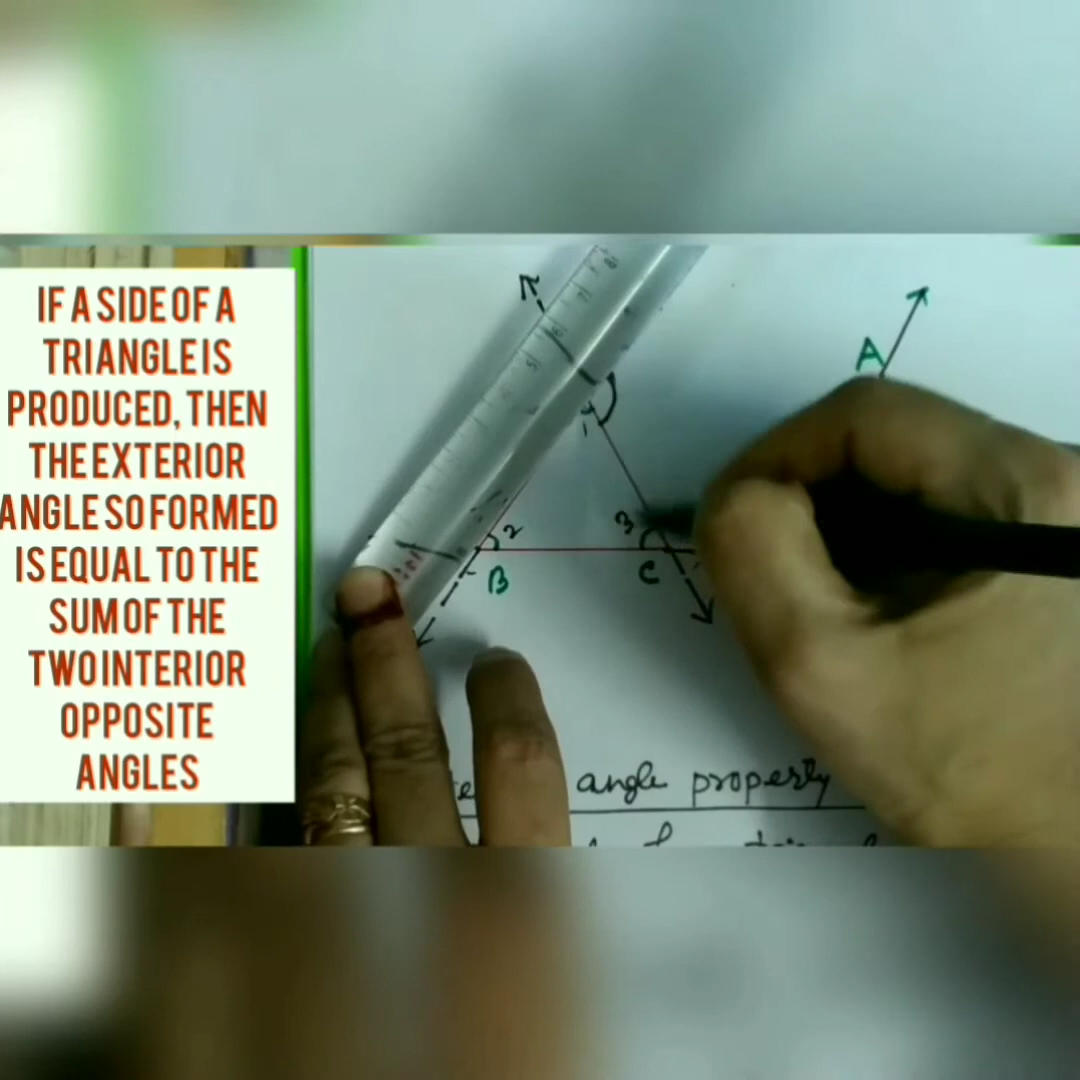 IF A SIDE OF A
TRIANGLE IS
PRODUCED, THEN
THE EXTERIOR
ANGLE SO FORMED
IS EQUAL TO THE
SUM OF THE
TWO INTERIOR
OPPOSITE
ANGLES
A
2
3
B
C
angle property